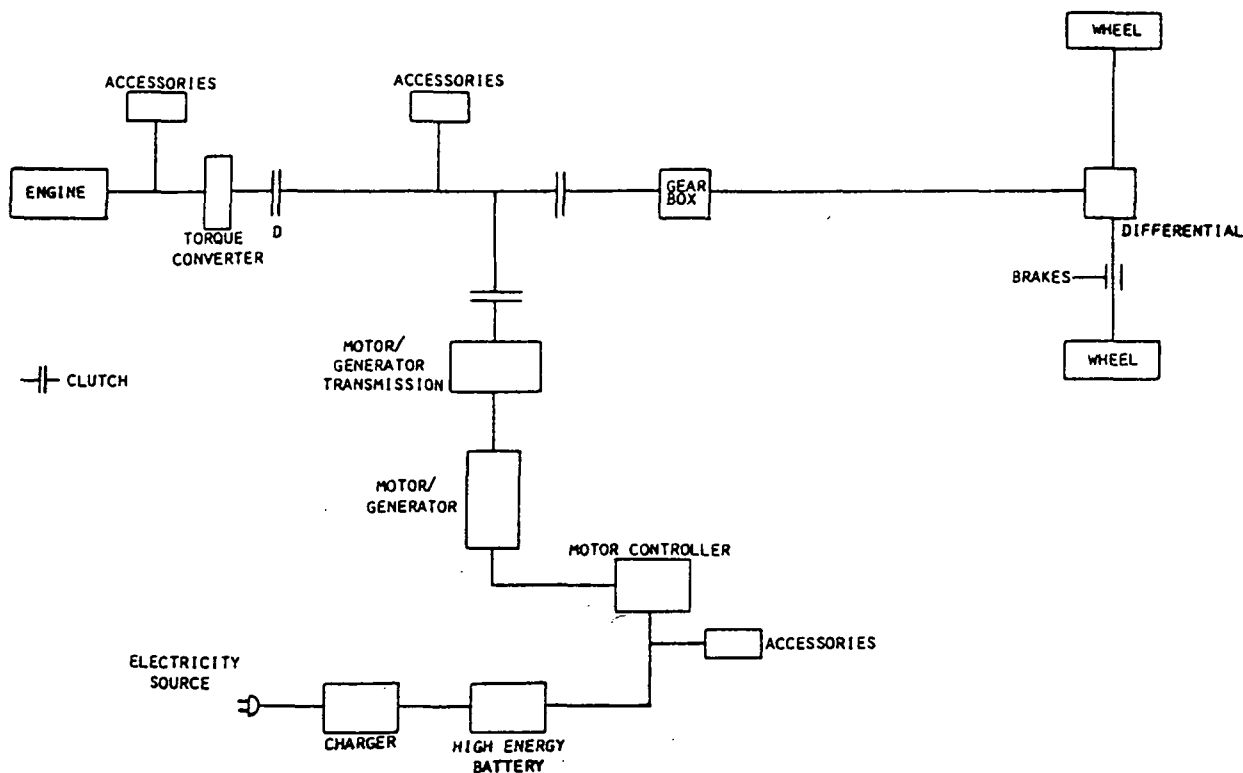 WHEEL
ACCESSORIES
ACCESSORIES
ENGINE
GEAR
BOX
D
TORQUE
CONVERTER
DIFFERENTIAL
BRAKES
MOTOR/
GENERATOR
TRANSMISSION
WHEEL
CLUTCH
MOTOR/
GENERATOR
MOTOR CONTROLLER
ACCESSORIES
ELECTRICITY
SOURCE
CHARGER
HIGH ENERGY
BATTERY